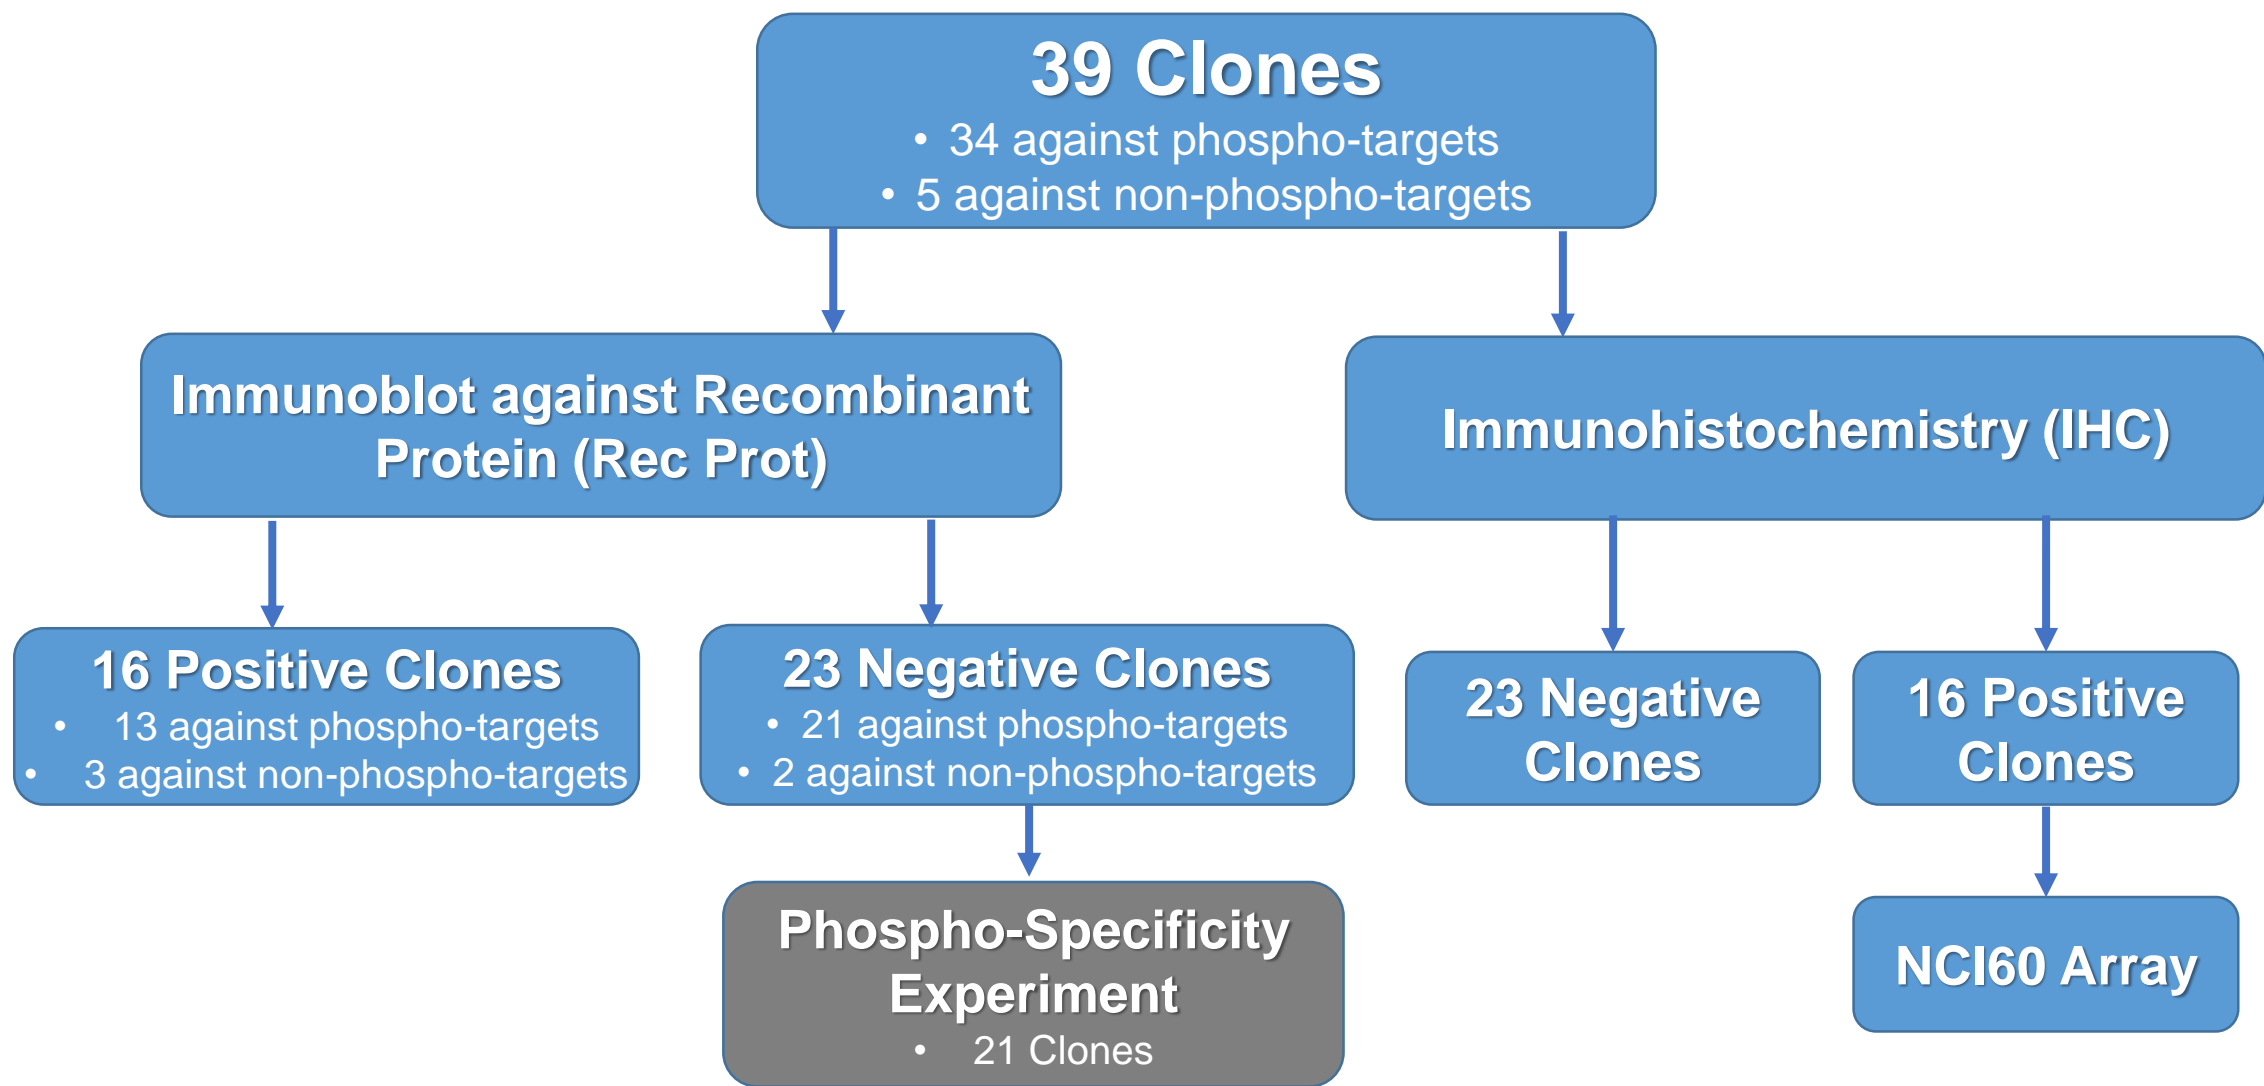 39 Clones
• 34 against phospho-targets
• 5 against non-phospho-targets
Immunoblot against Recombinant
Protein (Rec Prot)
Immunohistochemistry (IHC)
16 Positive Clones
• 13 against phospho-targets
• 3 against non-phospho-targets
23 Negative Clones
• 21 against phospho-targets
• 2 against non-phospho-targets
23 Negative
Clones
16 Positive
Clones
Phospho-Specificity
Experiment
• 21 Clones
NCI60 Array